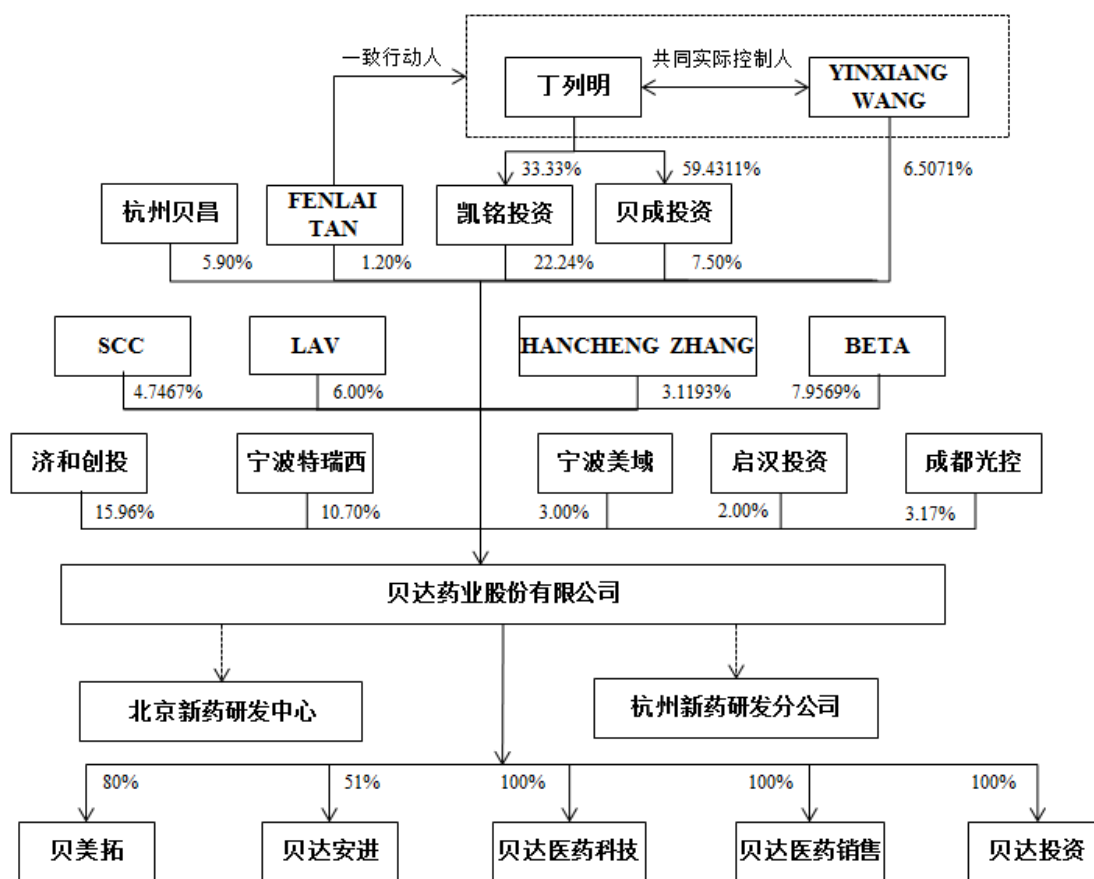 一致行动人
共同实际控制人
丁列明
YINXIANG
WANG
33.33%
59.4311%
6.5071%
杭州贝昌
FENLAI
TAN
凯铭投资
贝成投资
5.90%
1.20%
22.24%
7.50%
SCC
LAV
HANCHENG ZHANG
BETA
4.7467%
6.00%
3.1193%
7.9569%
济和创投
宁波特瑞西
宁波美域
启汉投资
成都光控
15.96%
10.70%
3.00%
2.00%
3.17%
贝达药业股份有限公司
北京新药研发中心
杭州新药研发分公司
80%
51%
100%
100%
100%
贝美拓
贝达安进
贝达医药科技
贝达医药销售
贝达投资